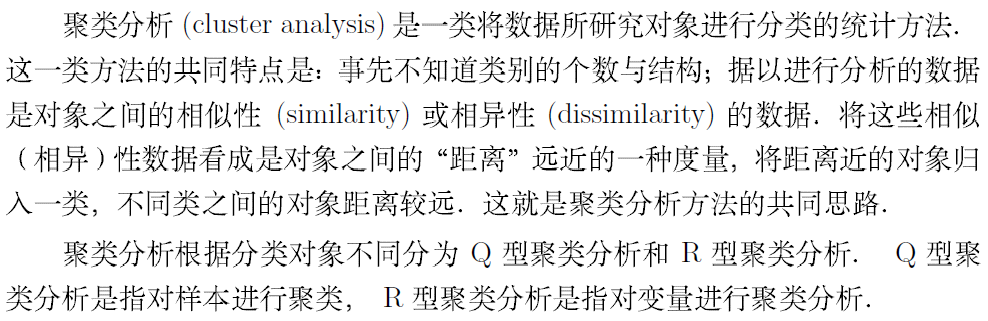 聚类分析 (cluster analysis) 是一类将数据所研究对象进行分类的统计方法.
这一类方法的共同特点是: 事先不知道类别的个数与结构; 据以进行分析的数据
是对象之间的相似性 (similarity) 或相异性 (dissimilarity) 的数据. 将这些相似
(相异) 性数据看成是对象之间的 “距离” 远近的一种度量, 将距离近的对象归
入一类, 不同类之间的对象距离较远. 这就是聚类分析方法的共同思路.
聚类分析根据分类对象不同分为 Q 型聚类分析和 R 型聚类分析. Q 型聚
类分析是指对样本进行聚类, R 型聚类分析是指对变量进行聚类分析.